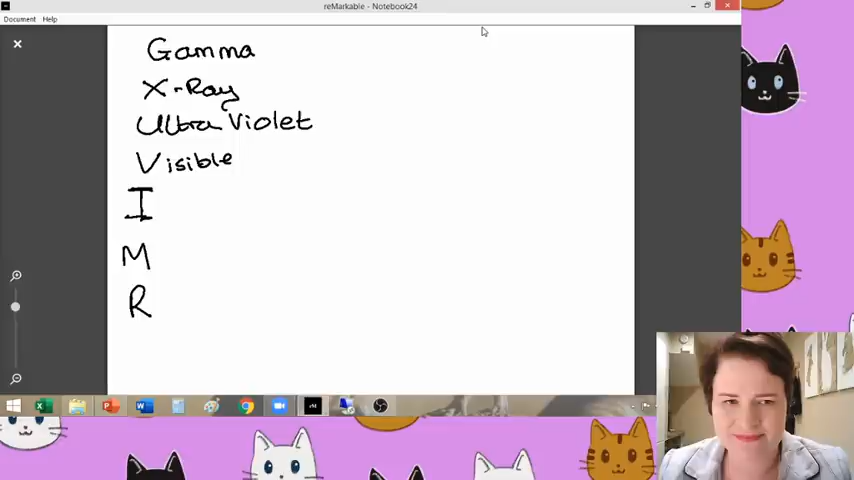 reMarkable - Notebook24
Document Help
Gamma
X-Ray
Ultra Violet
Visible
I
M
R